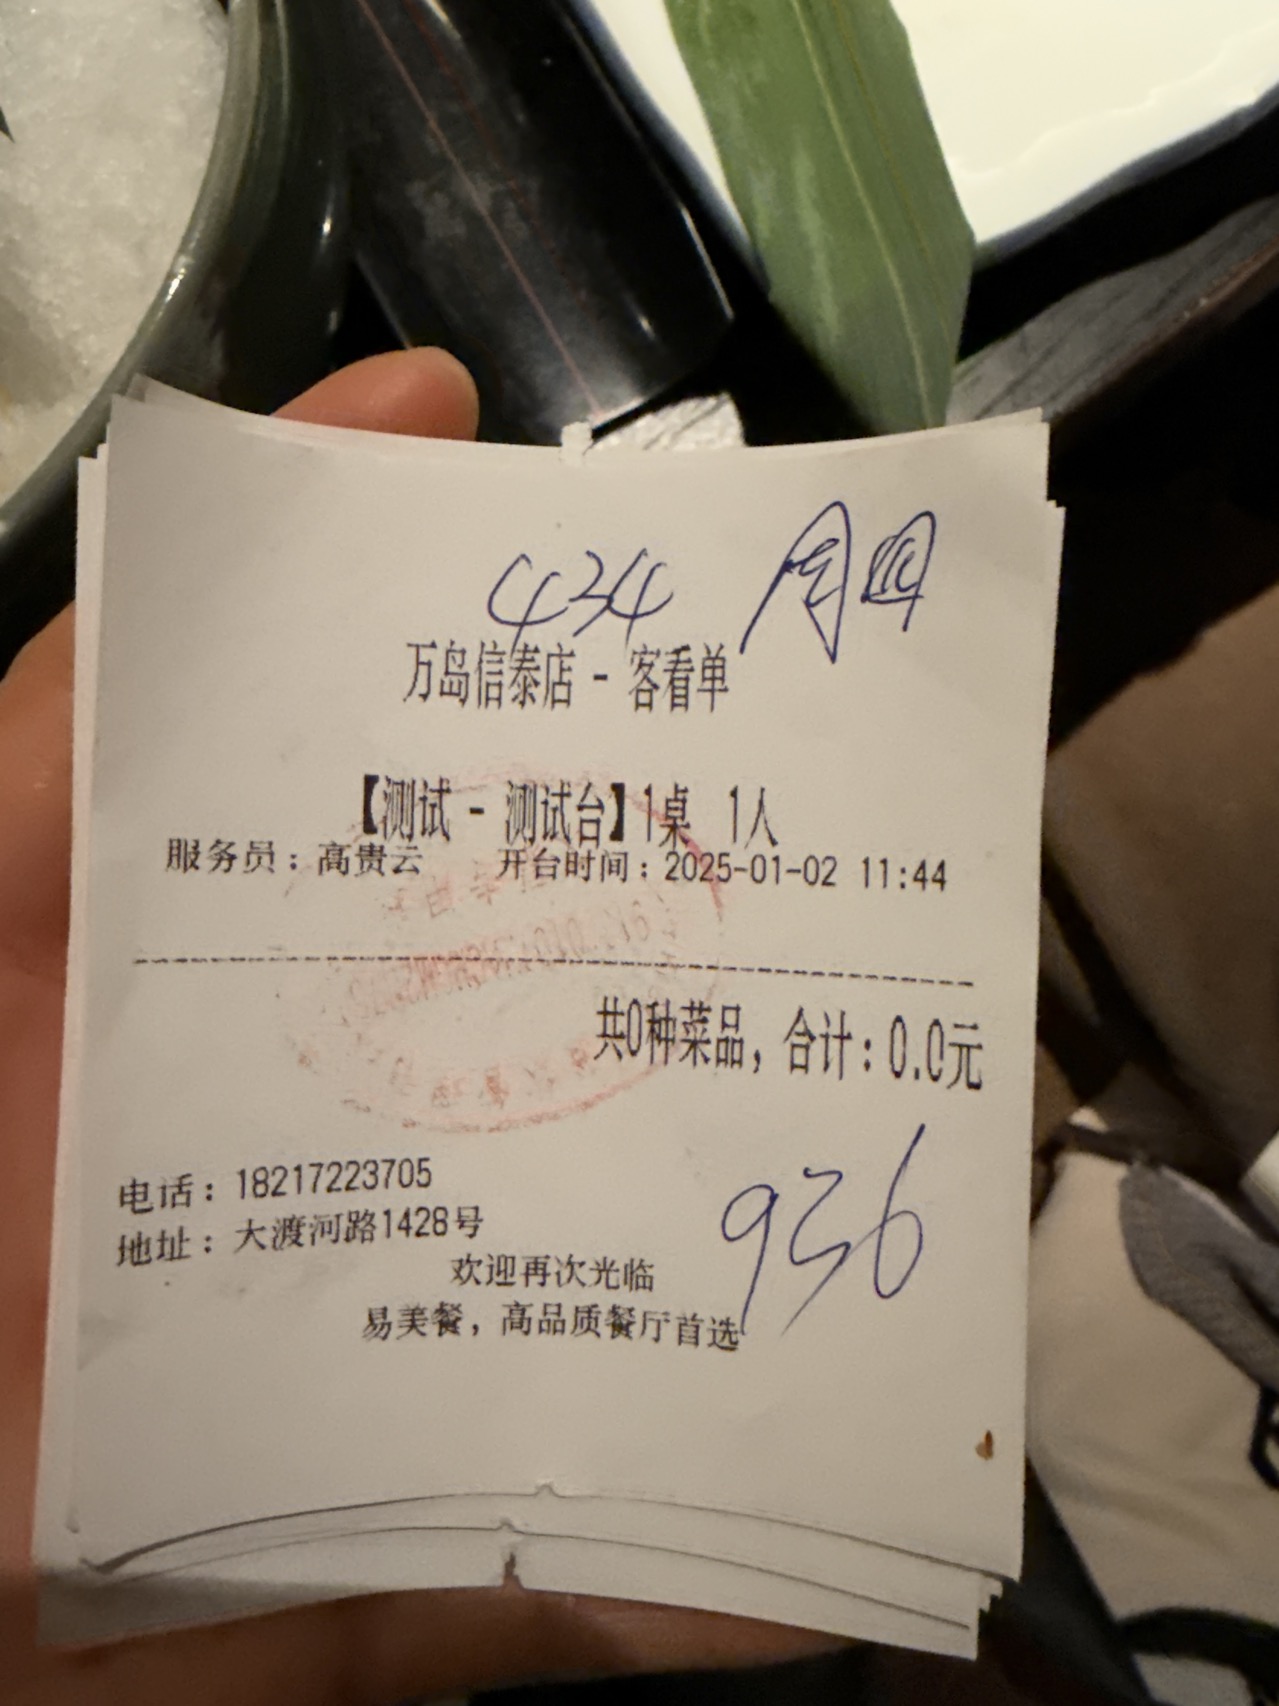 434 周四
万岛信泰店 - 客看单
【测试 - 测试台】1桌 1人
服务员：高贵云 开台时间：2025-01-02 11:44
共0种菜品，合计：0.0元
电话：18217223705
地址：大渡河路1428号
936
欢迎再次光临
易美餐，高品质餐厅首选